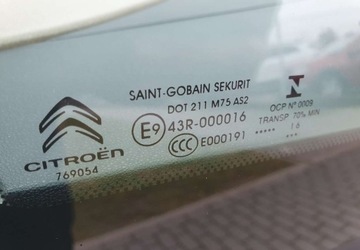 SAINT-GOBAIN SEKURIT
DOT 211 M75 AS2
E9 43R-000016
CCC E000191
CITROËN
769054
N
OCP Nº 0009
TRANSP 70% MIN
..... 16
...